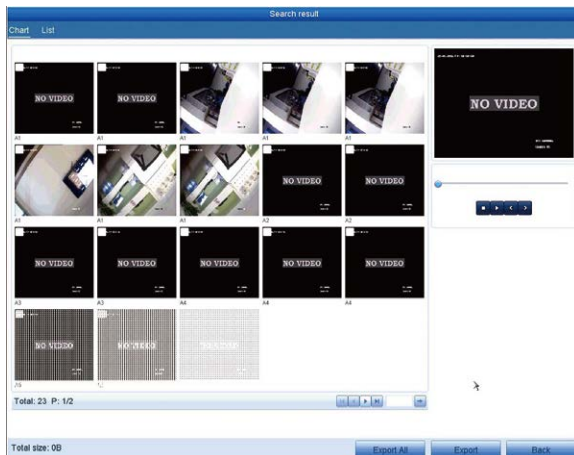 Search result
Chart List
NO VIDEO
NO VIDEO
A1
A1
A1
A1
A1
NO VIDEO
NO VIDEO
NO VIDEO
A1
A1
A1
A2
A2
NO VIDEO
NO VIDEO
NO VIDEO
NO VIDEO
NO VIDEO
A3
A3
A4
A4
A4
NO VIDEO
NO VIDEO
NO VIDEO
Total: 23 P: 1/2
Total size: 0B
Export All
Export
Back